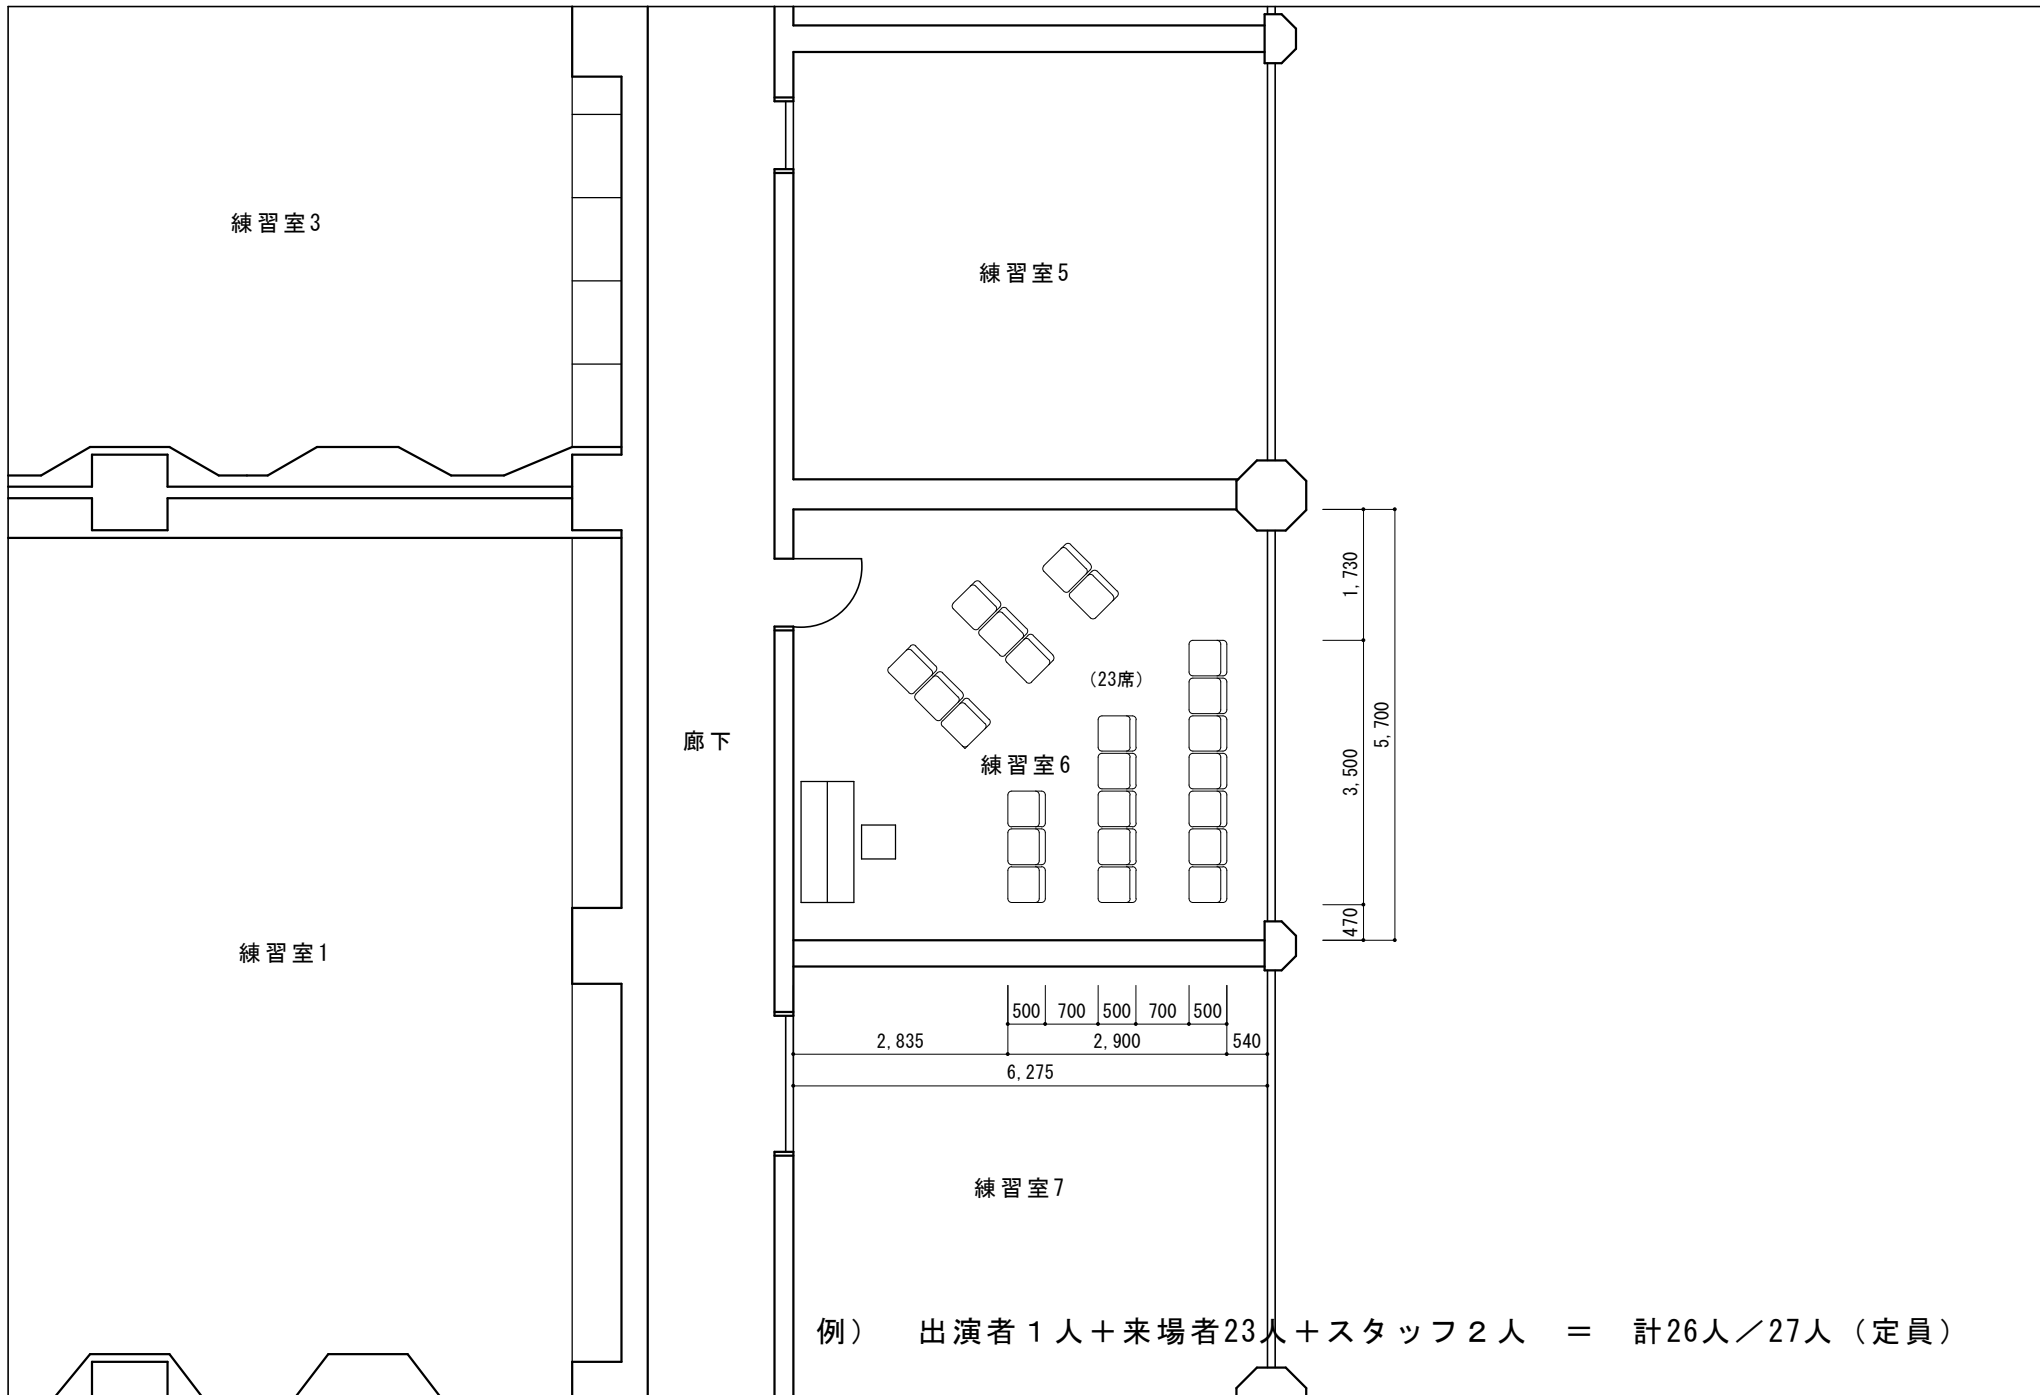 練習室3
練習室5
1,730
(23席)
5,700
廊下
練習室6
3,500
470
練習室1
500 700 500 700 500
2,835 2,900 540
6,275
練習室7
例） 出演者１人＋来場者23人＋スタッフ２人 ＝ 計26人／27人（定員）